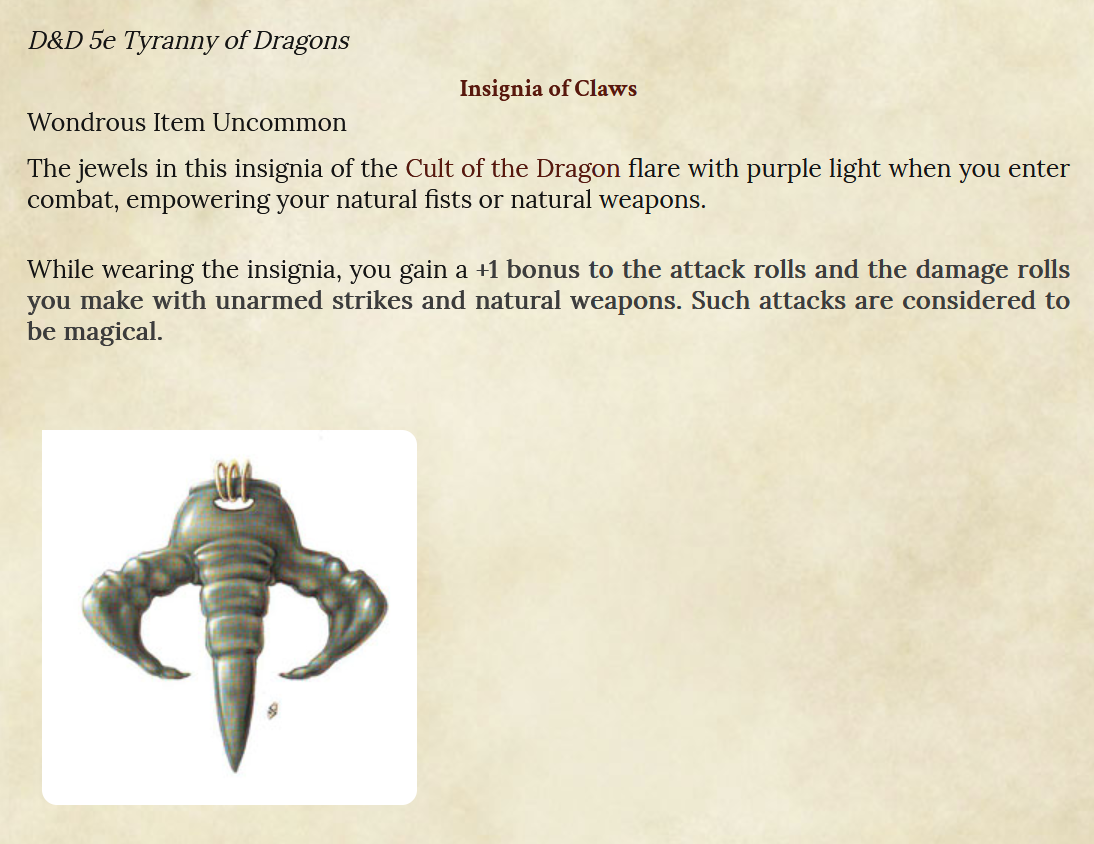 D&D 5e Tyranny of Dragons
Insignia of Claws
Wondrous Item Uncommon
The jewels in this insignia of the Cult of the Dragon flare with purple light when you enter
combat, empowering your natural fists or natural weapons.
While wearing the insignia, you gain a +1 bonus to the attack rolls and the damage rolls
you make with unarmed strikes and natural weapons. Such attacks are considered to
be magical.